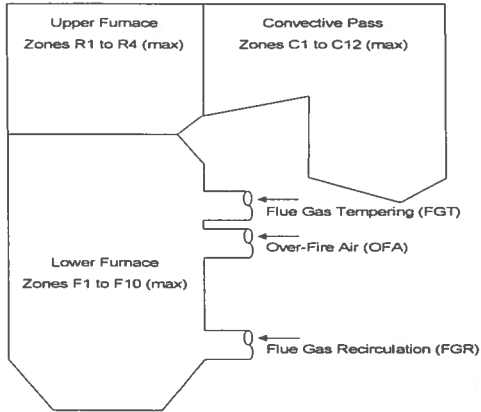 Upper Furnace
Zones R1 to R4 (max)
Convective Pass
Zones C1 to C12 (max)
Flue Gas Tempering (FGT)
Over-Fire Air (OFA)
Lower Furnace
Zones F1 to F10 (max)
Flue Gas Recirculation (FGR)